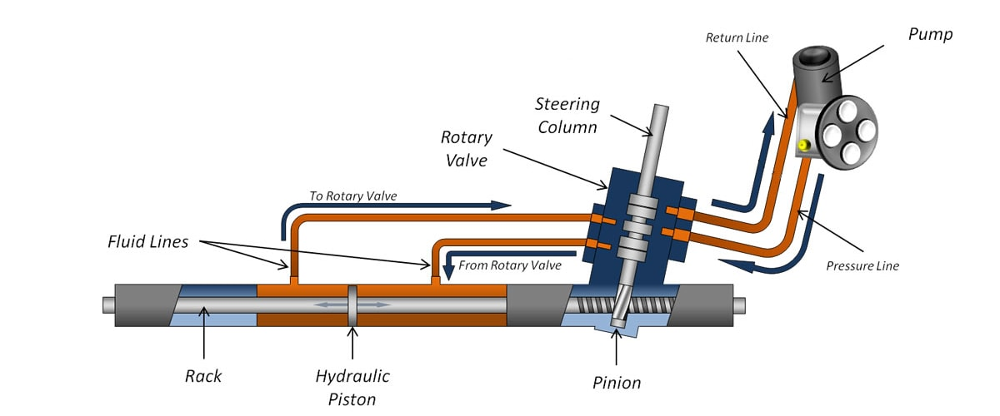 Return Line
Pump
Steering
Column
Rotary
Valve
To Rotary Valve
Fluid Lines
From Rotary Valve
Pressure Line
Rack
Hydraulic
Piston
Pinion